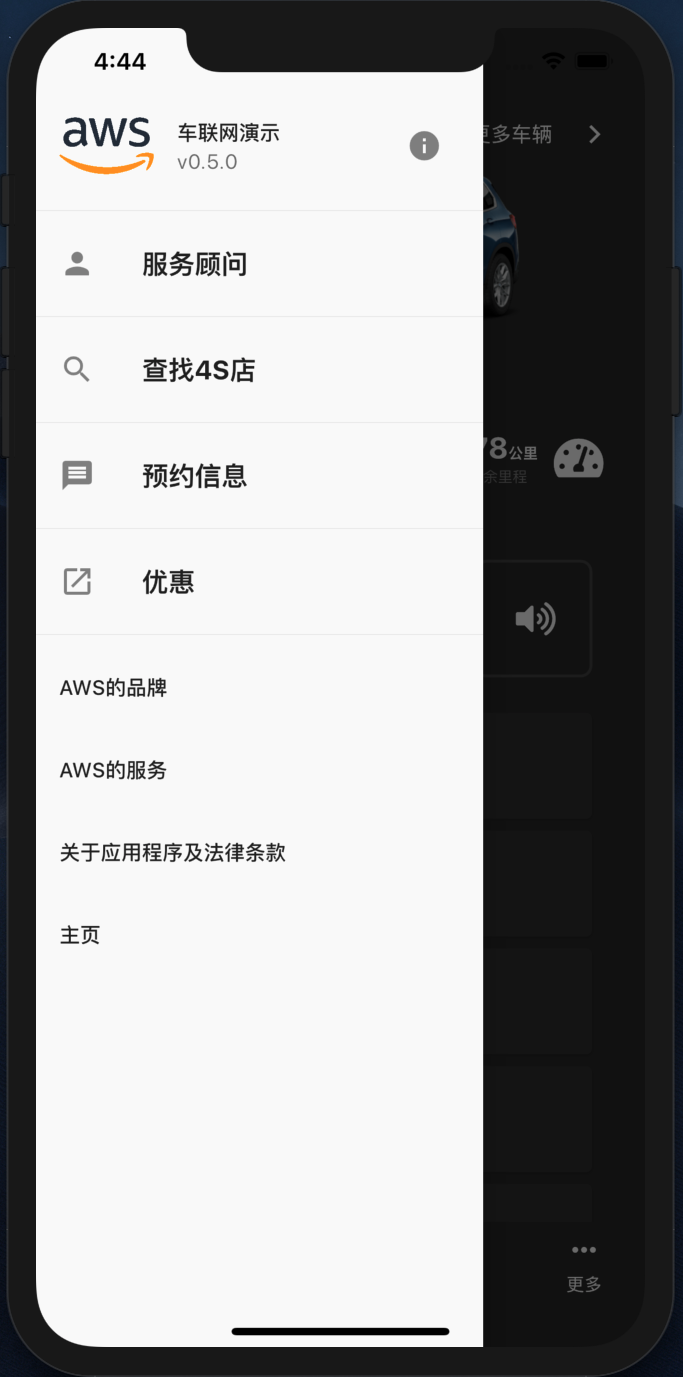 4:44
aws
车联网演示
v0.5.0
更多车辆
服务顾问
查找4S店
预约信息
78公里
余里程
优惠
AWS的品牌
AWS的服务
关于应用程序及法律条款
主页
更多